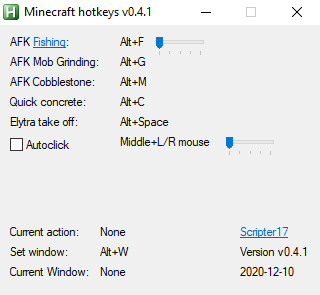 Minecraft hotkeys v0.4.1
AFK Fishing: Alt+F
AFK Mob Grinding: Alt+G
AFK Cobblestone: Alt+M
Quick concrete: Alt+C
Elytra take off: Alt+Space
Autoclick Middle+L/R mouse
Current action: None Scripter17
Set window: Alt+W Version v0.4.1
Current Window: None 2020-12-10